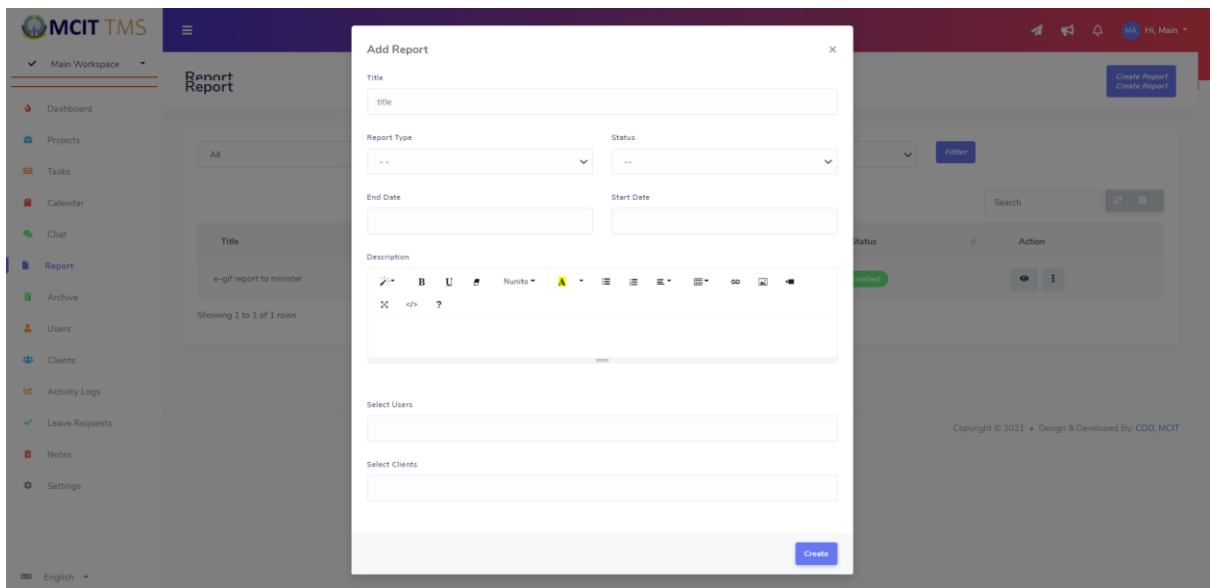 MCIT TMS
MA Hi, Main
Main Workspace
Report
Report
Create Report
Create Report
Dashboard
Projects
Tasks
Calendar
Chat
Report
Archive
Users
Clients
Activity Logs
Leave Requests
Notes
Settings
English
All
Filtter
Search
Title
Status
Action
e-gif report to minister
Showing 1 to 1 of 1 rows
Add Report
×
Title
title
Report Type
Status
- -
--
End Date
Start Date
Description
B U Nunito A
</> ?
Select Users
Select Clients
Create
Copyright © 2021 • Design & Developed By: CDO, MCIT